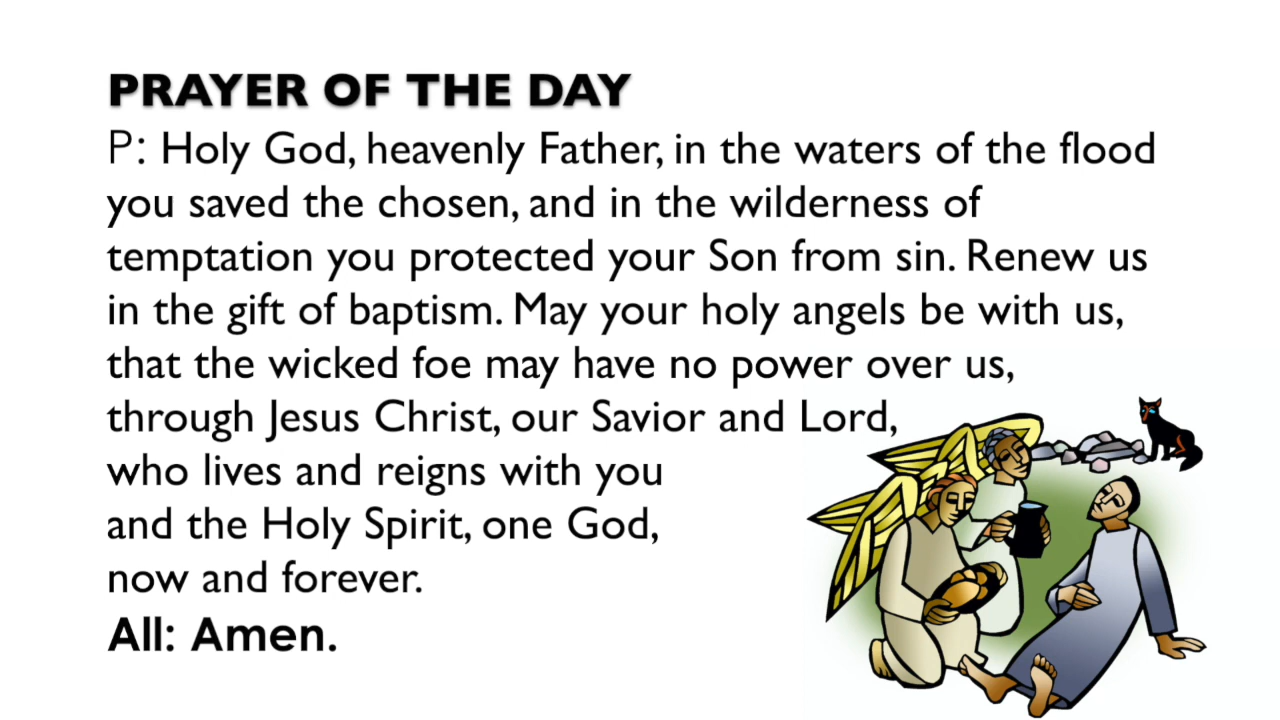 PRAYER OF THE DAY
P: Holy God, heavenly Father, in the waters of the flood
you saved the chosen, and in the wilderness of
temptation you protected your Son from sin. Renew us
in the gift of baptism. May your holy angels be with us,
that the wicked foe may have no power over us,
through Jesus Christ, our Savior and Lord,
who lives and reigns with you
and the Holy Spirit, one God,
now and forever.
All: Amen.